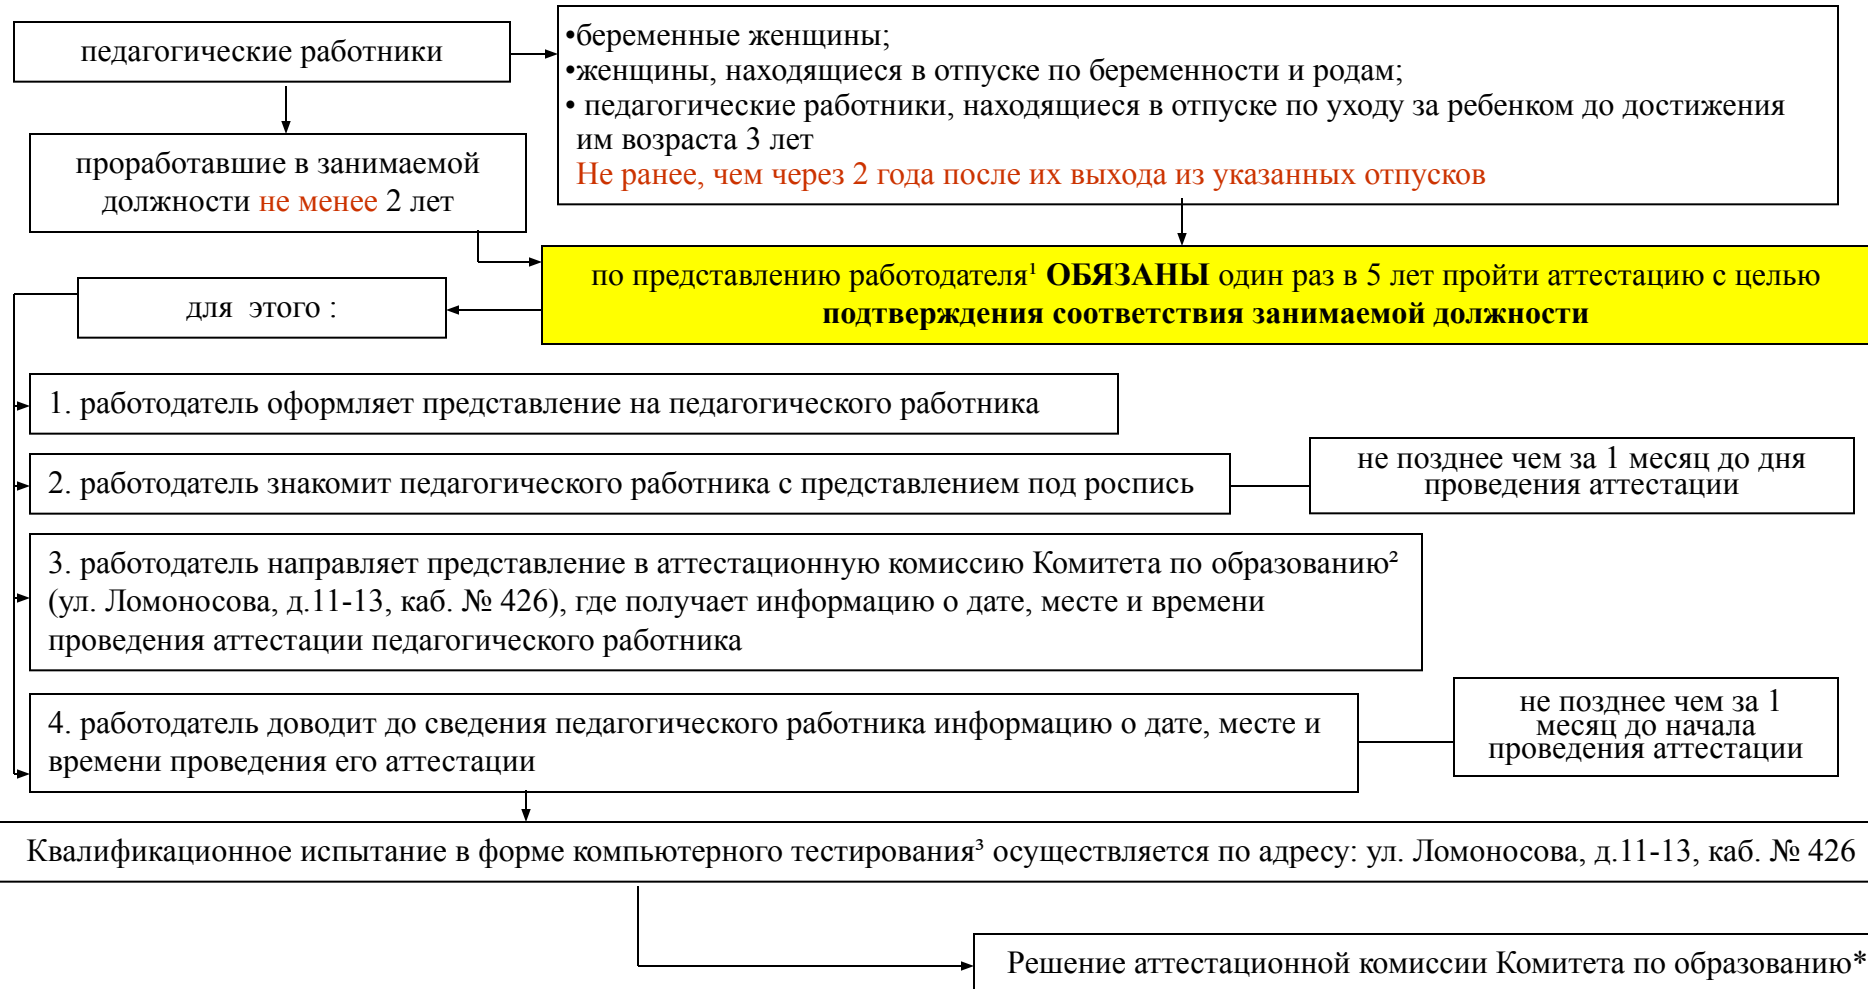 педагогические работники
•беременные женщины;
•женщины, находящиеся в отпуске по беременности и родам;
• педагогические работники, находящиеся в отпуске по уходу за ребенком до достижения
им возраста 3 лет
Не ранее, чем через 2 года после их выхода из указанных отпусков
проработавшие в занимаемой
должности не менее 2 лет
по представлению работодателя¹ ОБЯЗАНЫ один раз в 5 лет пройти аттестацию с целью
подтверждения соответствия занимаемой должности
для этого :
1. работодатель оформляет представление на педагогического работника
2. работодатель знакомит педагогического работника с представлением под роспись
не позднее чем за 1 месяц до дня
проведения аттестации
3. работодатель направляет представление в аттестационную комиссию Комитета по образованию²
(ул. Ломоносова, д.11-13, каб. № 426), где получает информацию о дате, месте и времени
проведения аттестации педагогического работника
4. работодатель доводит до сведения педагогического работника информацию о дате, месте и
времени проведения его аттестации
не позднее чем за 1
месяц до начала
проведения аттестации
Квалификационное испытание в форме компьютерного тестирования³ осуществляется по адресу: ул. Ломоносова, д.11-13, каб. № 426
Решение аттестационной комиссии Комитета по образованию*